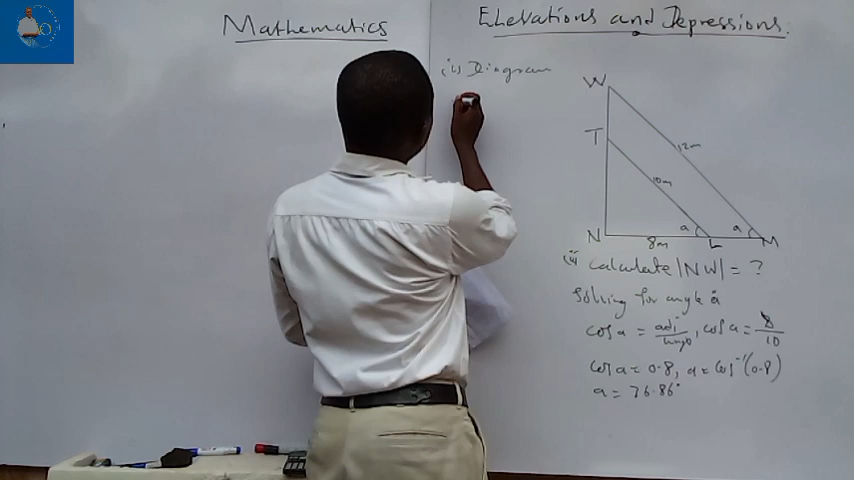 Mathematics
Elevations and Depressions.
(i) Diagram
W
T
12m
10m
a
a
N
8m
L
M
(ii) calculate |NW| = ?
Solving for angle a
cos a = adj/hyp, cos a = 8/10
cos a = 0.8, a = cos⁻¹(0.8)
a = 36.86°